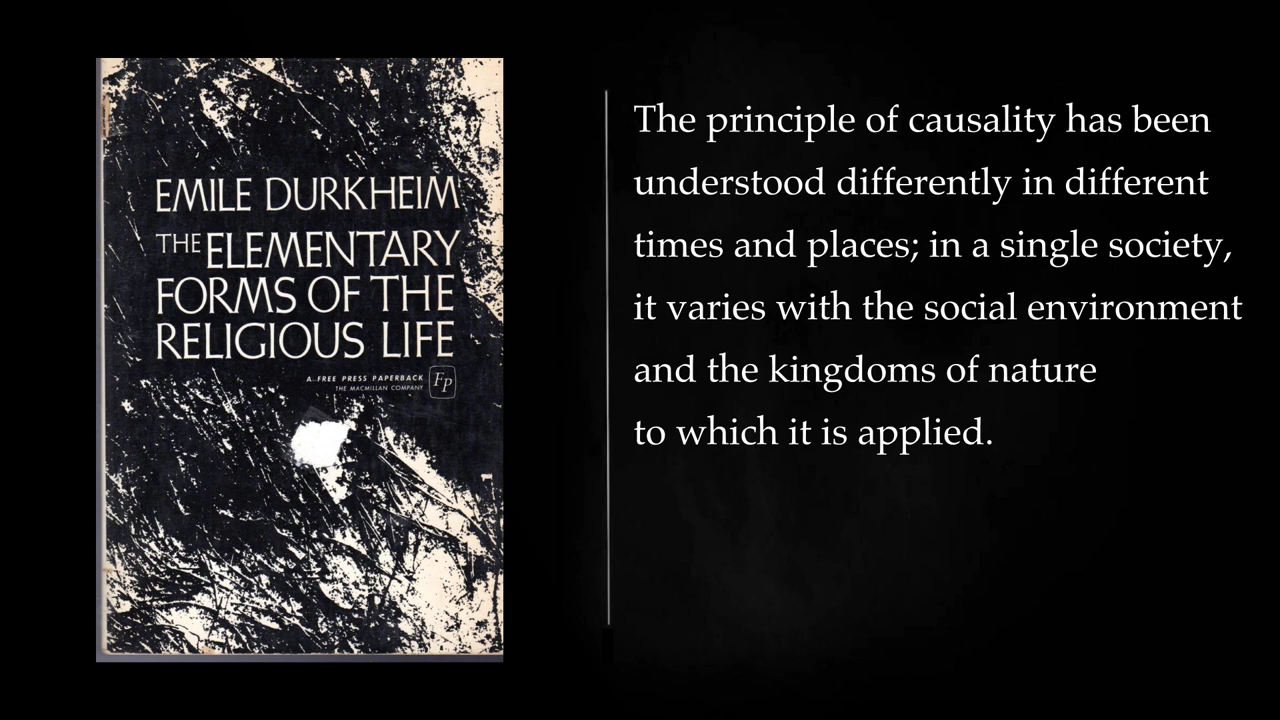 EMILE DURKHEIM
THE ELEMENTARY
FORMS OF THE
RELIGIOUS LIFE
A FREE PRESS PAPERBACK
THE MACMILLAN COMPANY
Fp
The principle of causality has been
understood differently in different
times and places; in a single society,
it varies with the social environment
and the kingdoms of nature
to which it is applied.